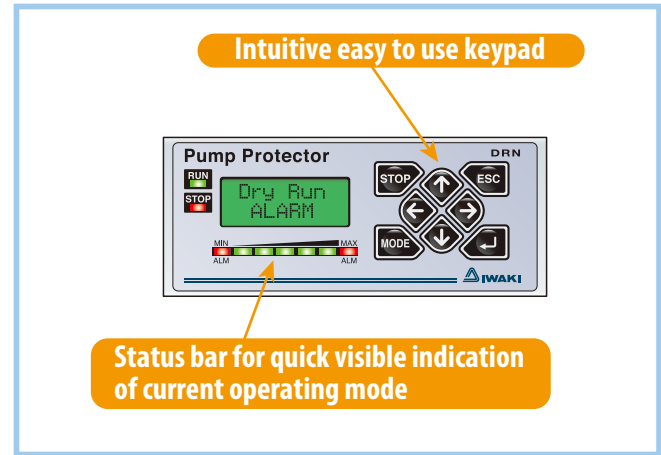 Intuitive easy to use keypad
Pump Protector
DRN
RUN
STOP
Dry Run
ALARM
STOP
ESC
MODE
MIN
MAX
ALM
ALM
IWAKI
Status bar for quick visible indication
of current operating mode